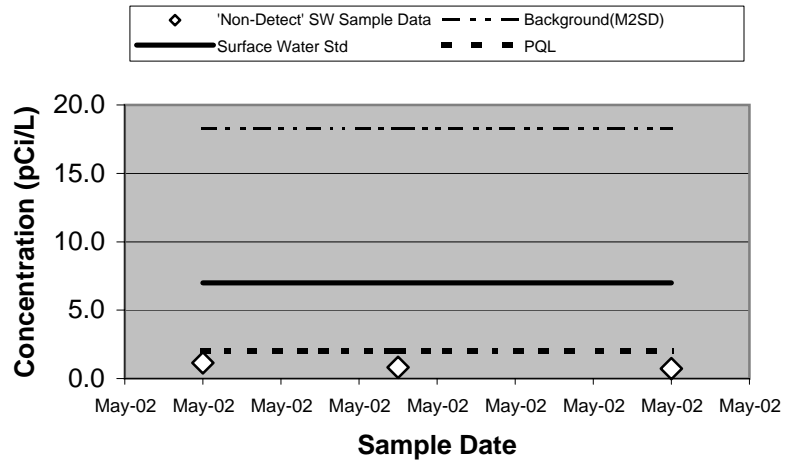 'Non-Detect' SW Sample Data
Background(M2SD)
Surface Water Std
PQL
20.0
15.0
10.0
5.0
0.0
Concentration (pCi/L)
May-02 May-02 May-02 May-02 May-02 May-02 May-02 May-02 May-02
Sample Date